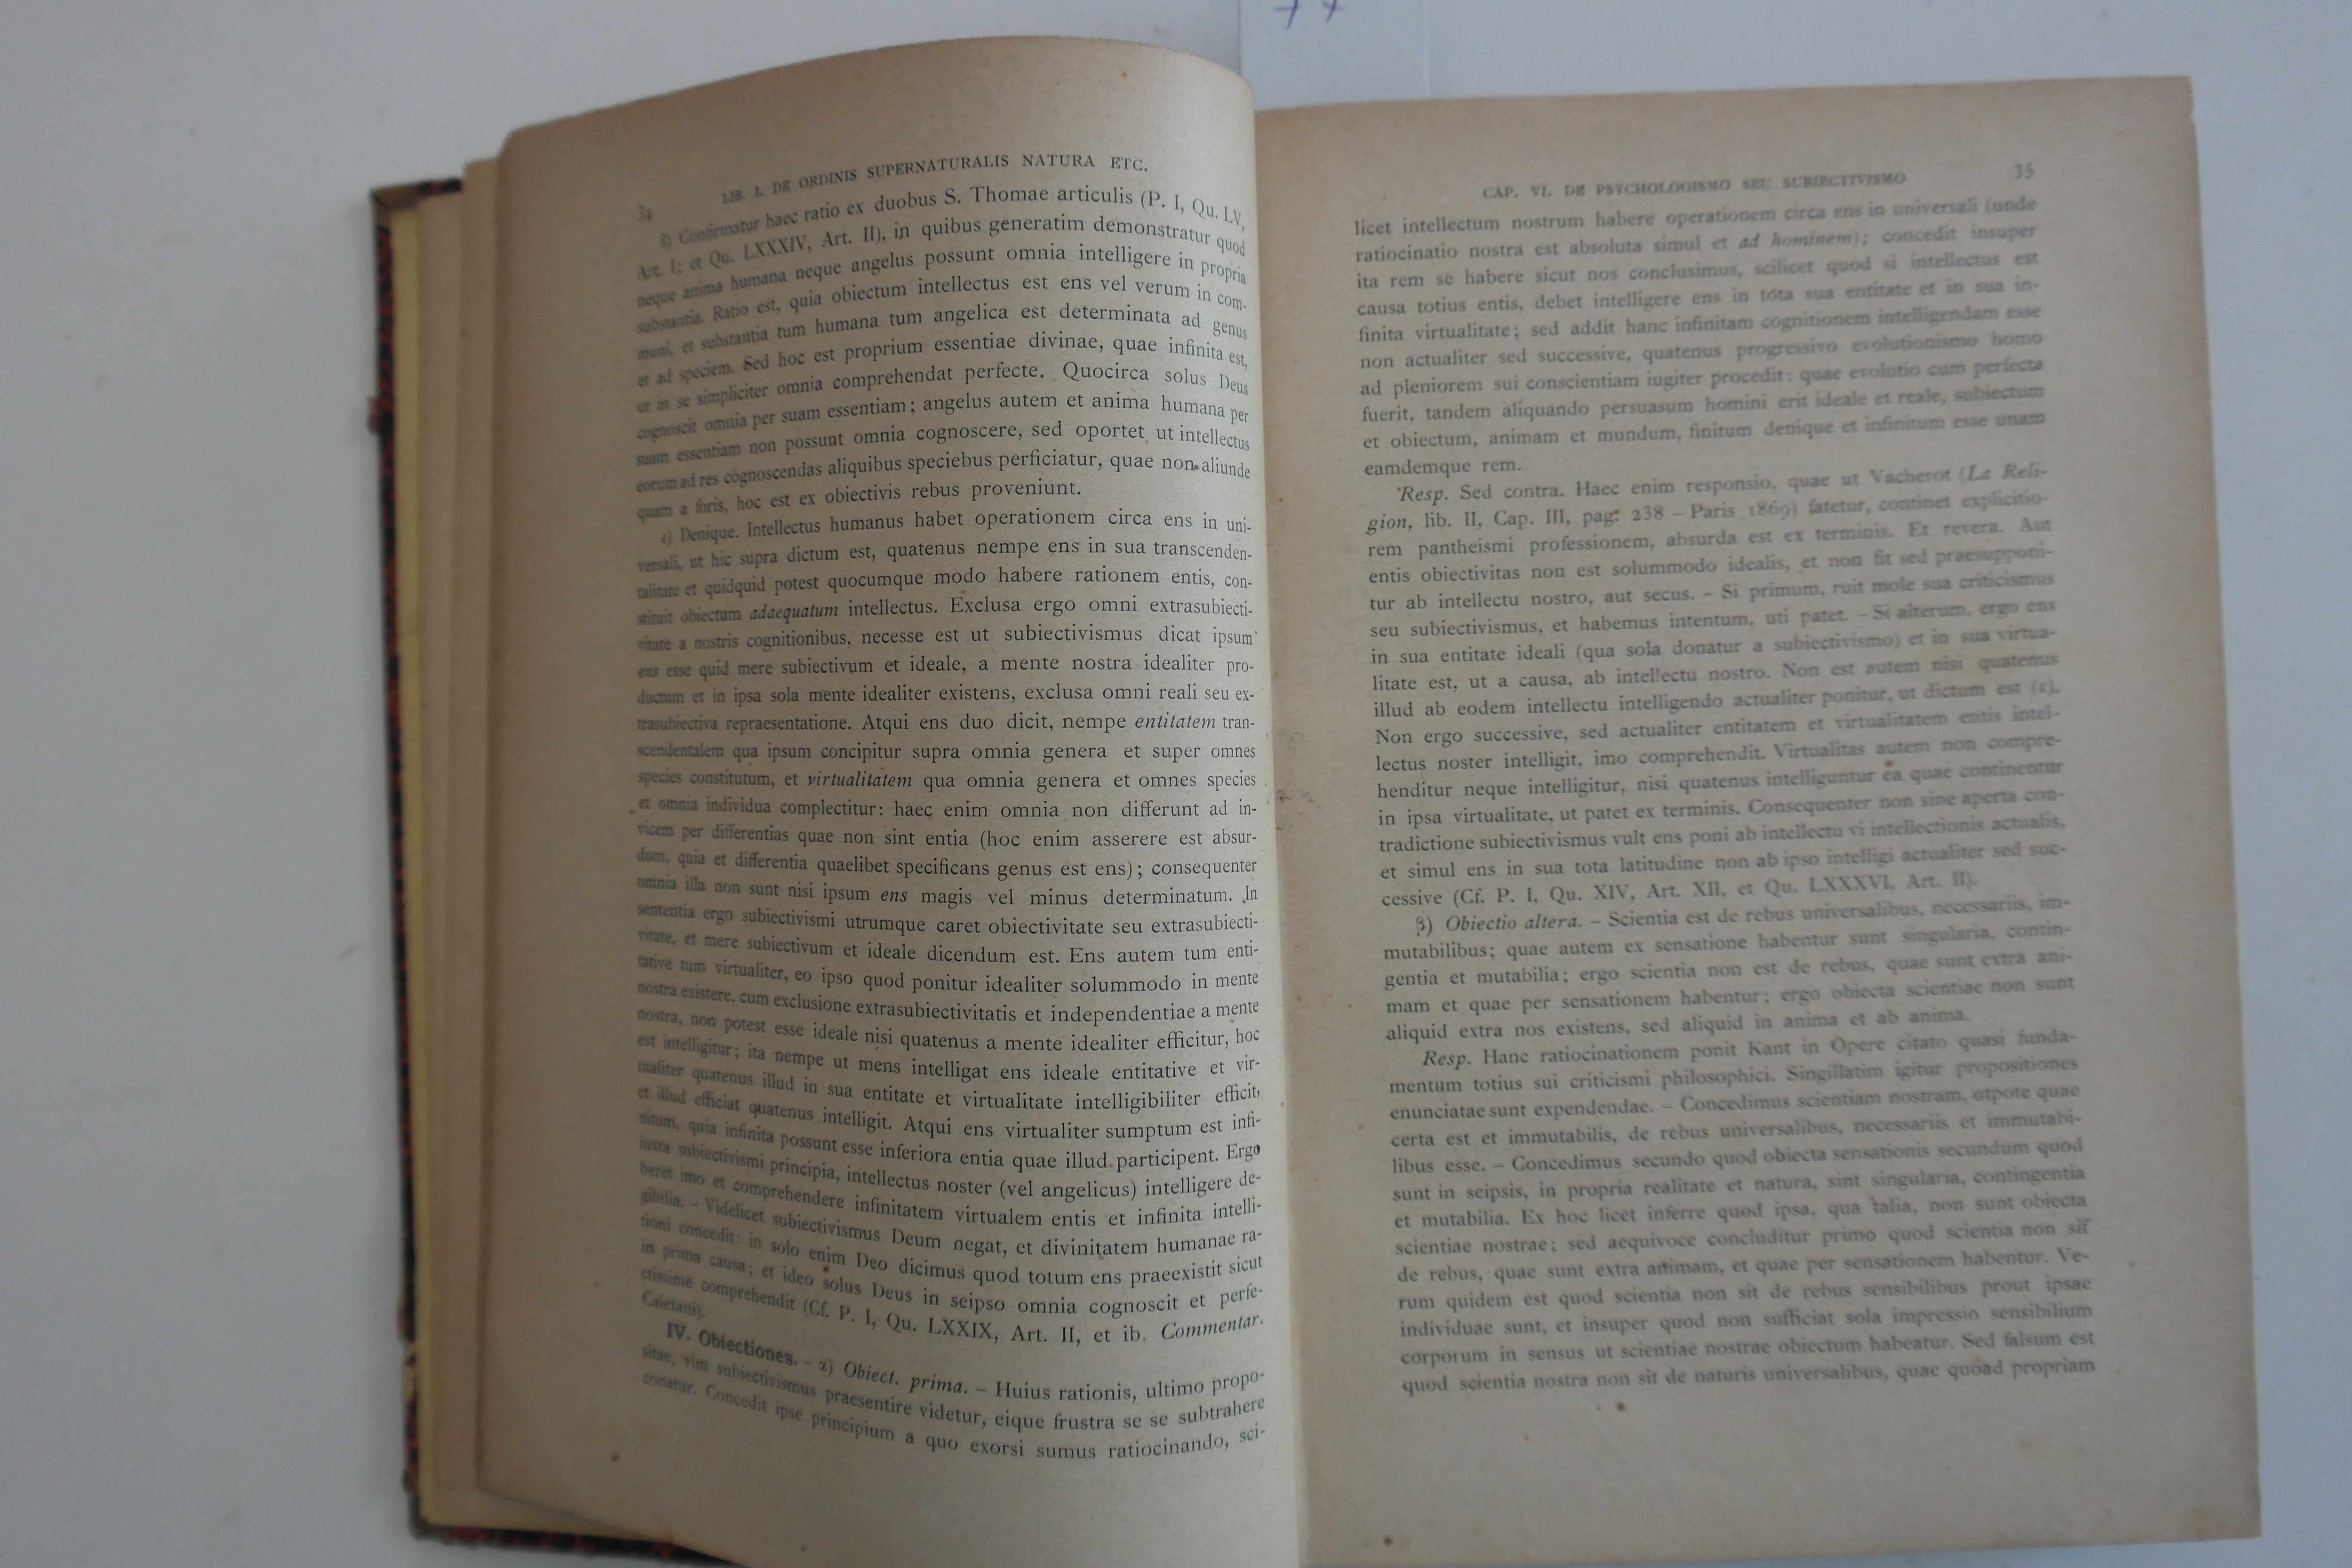 34
LIB. I. DE ORDINIS SUPERNATURALIS NATURA ETC.
δ) Confirmatur haec ratio ex duobus S. Thomae articulis (P. I, Qu. LV,
Art. I; et Qu. LXXXIV, Art. II), in quibus generatim demonstratur quod
neque anima humana neque angelus possunt omnia intelligere in propria
substantia. Ratio est, quia obiectum intellectus est ens vel verum in com-
muni, et substantia tum humana tum angelica est determinata ad genus
et ad speciem. Sed hoc est proprium essentiae divinae, quae infinita est,
ut in se simpliciter omnia comprehendat perfecte. Quocirca solus Deus
cognoscit omnia per suam essentiam; angelus autem et anima humana per
suam essentiam non possunt omnia cognoscere, sed oportet ut intellectus
eorum ad res cognoscendas aliquibus speciebus perficiatur, quae non aliunde
quam a foris, hoc est ex obiectivis rebus proveniunt.
ε) Denique. Intellectus humanus habet operationem circa ens in uni-
versali, ut hic supra dictum est, quatenus nempe ens in sua transcenden-
talitate et quidquid potest quocumque modo habere rationem entis, con-
stituit obiectum adaequatum intellectus. Exclusa ergo omni extrasubiecti-
vitate a nostris cognitionibus, necesse est ut subiectivismus dicat ipsum
ens esse quid mere subiectivum et ideale, a mente nostra idealiter pro-
ductum et in ipsa sola mente idealiter existens, exclusa omni reali seu ex-
trasubiectiva repraesentatione. Atqui ens duo dicit, nempe entitatem tran-
scendentalem qua ipsum concipitur supra omnia genera et super omnes
species constitutum, et virtualitatem qua omnia genera et omnes species
et omnia individua complectitur: haec enim omnia non differunt ad in-
vicem per differentias quae non sint entia (hoc enim asserere est absur-
dum, quia et differentia quaelibet specificans genus est ens); consequenter
omnia illa non sunt nisi ipsum ens magis vel minus determinatum. In
sententia ergo subiectivismi utrumque caret obiectivitate seu extrasubiecti-
vitate, et mere subiectivum et ideale dicendum est. Ens autem tum enti-
tative tum virtualiter, eo ipso quod ponitur idealiter solummodo in mente
nostra existere, cum exclusione extrasubiectivitatis et independentiae a mente
nostra, non potest esse ideale nisi quatenus a mente idealiter efficitur, hoc
est intelligitur; ita nempe ut mens intelligat ens ideale entitative et vir-
tualiter quatenus illud in sua entitate et virtualitate intelligibiliter efficit,
et illud efficiat quatenus intelligit. Atqui ens virtualiter sumptum est infi-
nitum, quia infinita possunt esse inferiora entia quae illud participent. Ergo
iuxta subiectivismi principia, intellectus noster (vel angelicus) intelligere de-
beret imo et comprehendere infinitatem virtualem entis et infinita intelli-
gibilia. – Videlicet subiectivismus Deum negat, et divinitatem humanae ra-
tioni concedit: in solo enim Deo dicimus quod totum ens praeexistit sicut
in prima causa; et ideo solus Deus in seipso omnia cognoscit et perfe-
ctissime comprehendit (Cf. P. I, Qu. LXXIX, Art. II, et ib. Commentar.
Caietani).
IV. Obiectiones. – α) Obiect. prima. – Huius rationis, ultimo propo-
sitae, vim subiectivismus praesentire videtur, eique frustra se se subtrahere
conatur. Concedit ipse principium a quo exorsi sumus ratiocinando, sci-
CAP. VI. DE PSYCHOLOGISMO SEU SUBIECTIVISMO
35
licet intellectum nostrum habere operationem circa ens in universali (unde
ratiocinatio nostra est absoluta simul et ad hominem); concedit insuper
ita rem se habere sicut nos conclusimus, scilicet quod si intellectus est
causa totius entis, debet intelligere ens in tota sua entitate et in sua in-
finita virtualitate; sed addit hanc infinitam cognitionem intelligendam esse
non actualiter sed successive, quatenus progressivo evolutionismo homo
ad pleniorem sui conscientiam iugiter procedit: quae evolutio cum perfecta
fuerit, tandem aliquando persuasum homini erit ideale et reale, subiectum
et obiectum, animam et mundum, finitum denique et infinitum esse unam
eamdemque rem.
Resp. Sed contra. Haec enim responsio, quae ut Vacherot (La Reli-
gion, lib. II, Cap. III, pag. 238 – Paris 1869) fatetur, continet explicitio-
rem pantheismi professionem, absurda est ex terminis. Et revera. Aut
entis obiectivitas non est solummodo idealis, et non fit sed praesupponi-
tur ab intellectu nostro, aut secus. – Si primum, ruit mole sua criticismus
seu subiectivismus, et habemus intentum, uti patet. – Si alterum, ergo ens
in sua entitate ideali (qua sola donatur a subiectivismo) et in sua virtua-
litate est, ut a causa, ab intellectu nostro. Non est autem nisi quatenus
illud ab eodem intellectu intelligendo actualiter ponitur, ut dictum est (ε).
Non ergo successive, sed actualiter entitatem et virtualitatem entis intel-
lectus noster intelligit, imo comprehendit. Virtualitas autem non compre-
henditur neque intelligitur, nisi quatenus intelliguntur ea quae continentur
in ipsa virtualitate, ut patet ex terminis. Consequenter non sine aperta con-
tradictione subiectivismus vult ens poni ab intellectu vi intellectionis actualis,
et simul ens in sua tota latitudine non ab ipso intelligi actualiter sed suc-
cessive (Cf. P. I, Qu. XIV, Art. XII, et Qu. LXXXVI, Art. II).
β) Obiectio altera. – Scientia est de rebus universalibus, necessariis, im-
mutabilibus; quae autem ex sensatione habentur sunt singularia, contin-
gentia et mutabilia; ergo scientia non est de rebus, quae sunt extra ani-
mam et quae per sensationem habentur; ergo obiecta scientiae non sunt
aliquid extra nos existens, sed aliquid in anima et ab anima.
Resp. Hanc ratiocinationem ponit Kant in Opere citato quasi funda-
mentum totius sui criticismi philosophici. Singillatim igitur propositiones
enunciatae sunt expendendae. – Concedimus scientiam nostram, utpote quae
certa est et immutabilis, de rebus universalibus, necessariis et immutabi-
libus esse. – Concedimus secundo quod obiecta sensationis secundum quod
sunt in seipsis, in propria realitate et natura, sint singularia, contingentia
et mutabilia. Ex hoc licet inferre quod ipsa, qua talia, non sunt obiecta
scientiae nostrae; sed aequivoce concluditur primo quod scientia non sit
de rebus, quae sunt extra animam, et quae per sensationem habentur. Ve-
rum quidem est quod scientia non sit de rebus sensibilibus prout ipsae
individuae sunt, et insuper quod non sufficiat sola impressio sensibilium
corporum in sensus ut scientiae nostrae obiectum habeatur. Sed falsum est
quod scientia nostra non sit de naturis universalibus, quae quoad propriam